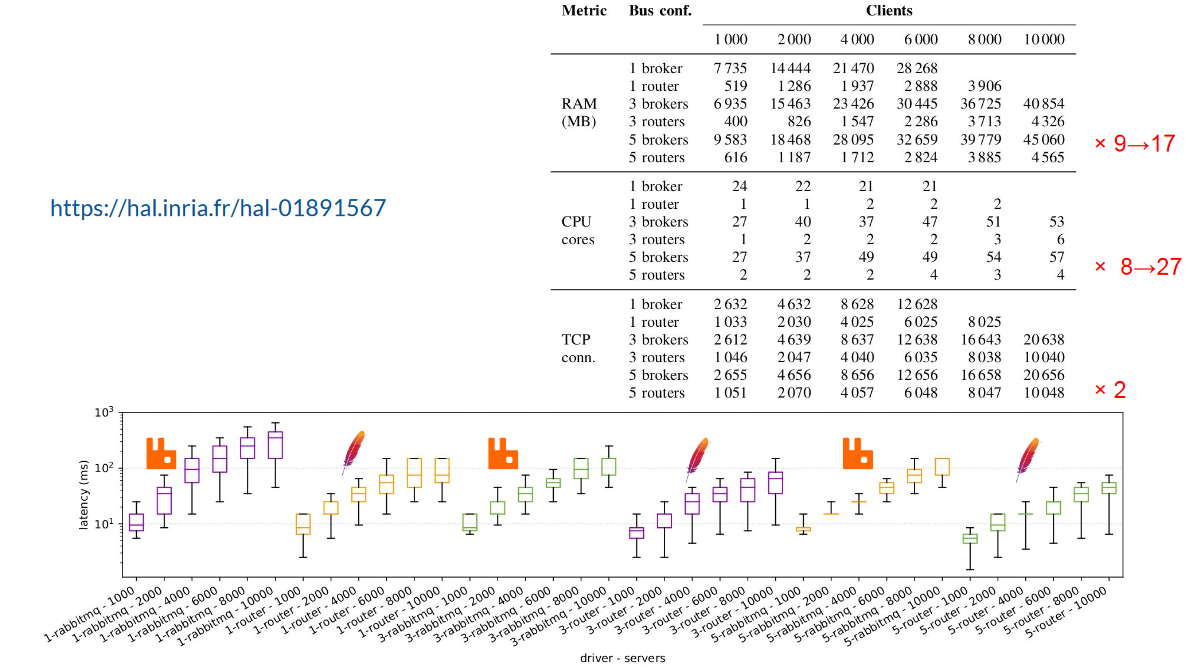 Metric Bus conf. Clients
1 000 2 000 4 000 6 000 8 000 10 000
1 broker 7 735 14 444 21 470 28 268
1 router 519 1 286 1 937 2 888 3 906
RAM 3 brokers 6 935 15 463 23 426 30 445 36 725 40 854
(MB) 3 routers 400 826 1 547 2 286 3 713 4 326
5 brokers 9 583 18 468 28 095 32 659 39 779 45 060 × 9→17
5 routers 616 1 187 1 712 2 824 3 885 4 565
1 broker 24 22 21 21
https://hal.inria.fr/hal-01891567
1 router 1 1 2 2 2
CPU 3 brokers 27 40 37 47 51 53
cores 3 routers 1 2 2 2 3 6
5 brokers 27 37 49 49 54 57 × 8→27
5 routers 2 2 2 4 3 4
1 broker 2 632 4 632 8 628 12 628
1 router 1 033 2 030 4 025 6 025 8 025
TCP 3 brokers 2 612 4 639 8 637 12 638 16 643 20 638
conn. 3 routers 1 046 2 047 4 040 6 035 8 038 10 040
5 brokers 2 655 4 656 8 656 12 656 16 658 20 656
5 routers 1 051 2 070 4 057 6 048 8 047 10 048 × 2
10³
10²
10¹
latency (ms)
1-rabbitmq - 1000
1-rabbitmq - 2000
1-rabbitmq - 4000
1-rabbitmq - 6000
1-rabbitmq - 8000
1-rabbitmq - 10000
1-router - 1000
1-router - 2000
1-router - 4000
1-router - 6000
1-router - 8000
1-router - 10000
3-rabbitmq - 1000
3-rabbitmq - 2000
3-rabbitmq - 4000
3-rabbitmq - 6000
3-rabbitmq - 8000
3-rabbitmq - 10000
3-router - 1000
3-router - 2000
3-router - 4000
3-router - 6000
3-router - 8000
3-router - 10000
5-rabbitmq - 1000
5-rabbitmq - 2000
5-rabbitmq - 4000
5-rabbitmq - 6000
5-rabbitmq - 8000
5-rabbitmq - 10000
5-router - 1000
5-router - 2000
5-router - 4000
5-router - 6000
5-router - 8000
5-router - 10000
driver - servers